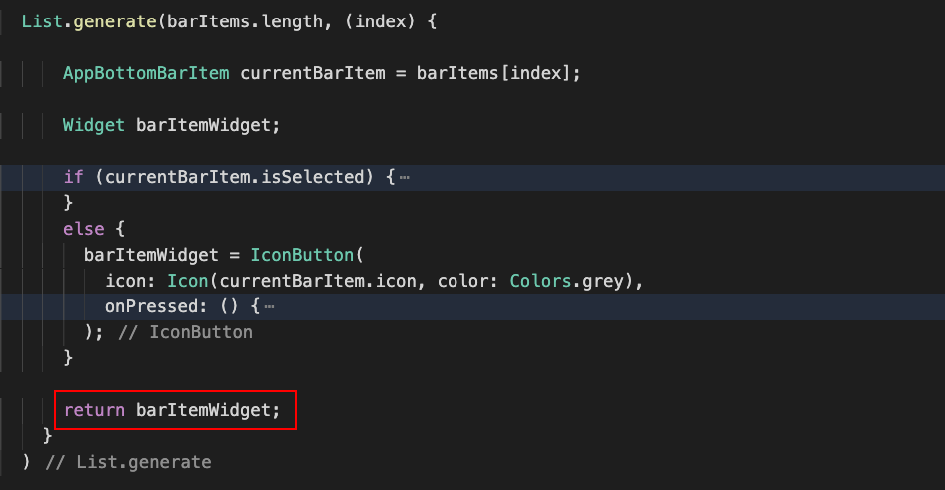 List.generate(barItems.length, (index) {
AppBottomBarItem currentBarItem = barItems[index];
Widget barItemWidget;
if (currentBarItem.isSelected) {⋯
}
else {
barItemWidget = IconButton(
icon: Icon(currentBarItem.icon, color: Colors.grey),
onPressed: () {⋯
); // IconButton
}
return barItemWidget;
}
) // List.generate